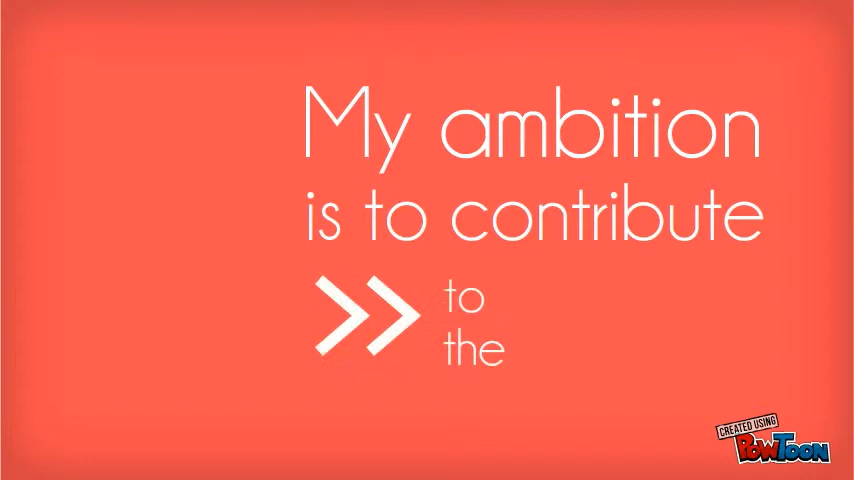 My ambition
is to contribute
to
the
CREATED USING
POWTOON